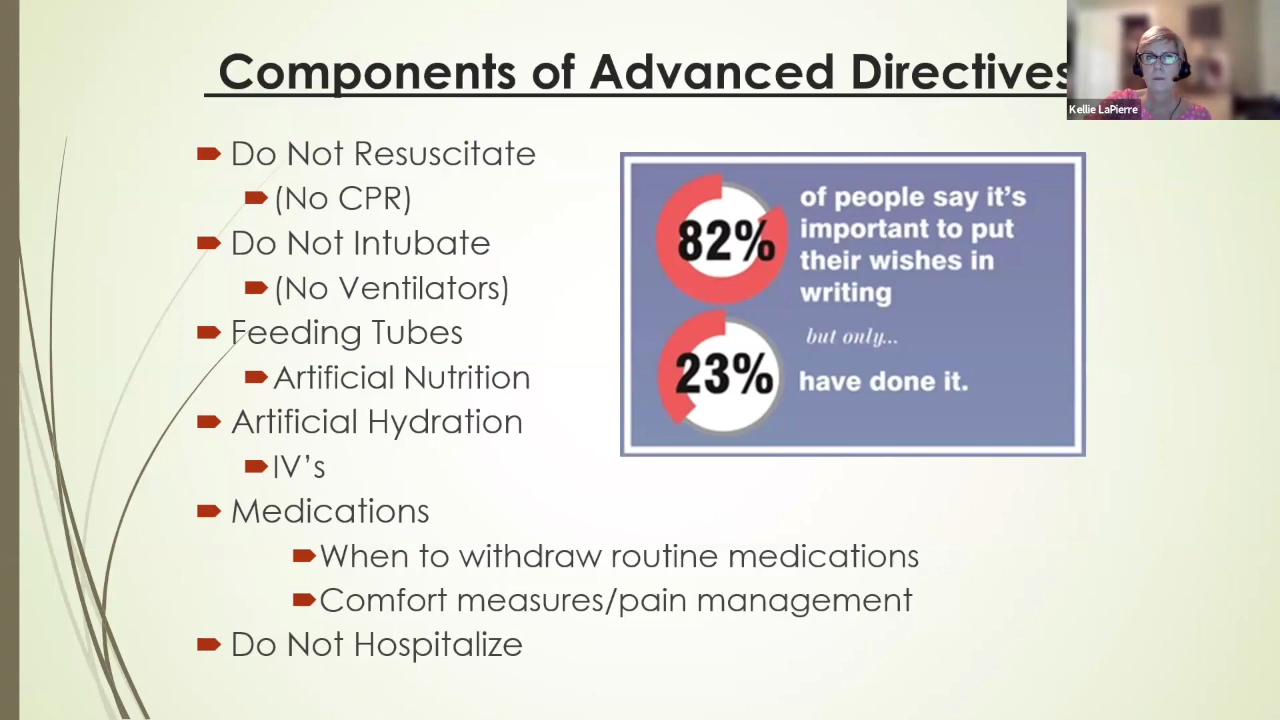 Components of Advanced Directives
Kellie LaPierre
Do Not Resuscitate
(No CPR)
Do Not Intubate
(No Ventilators)
Feeding Tubes
Artificial Nutrition
Artificial Hydration
IV's
Medications
When to withdraw routine medications
Comfort measures/pain management
Do Not Hospitalize
82%
of people say it's
important to put
their wishes in
writing
but only...
23%
have done it.